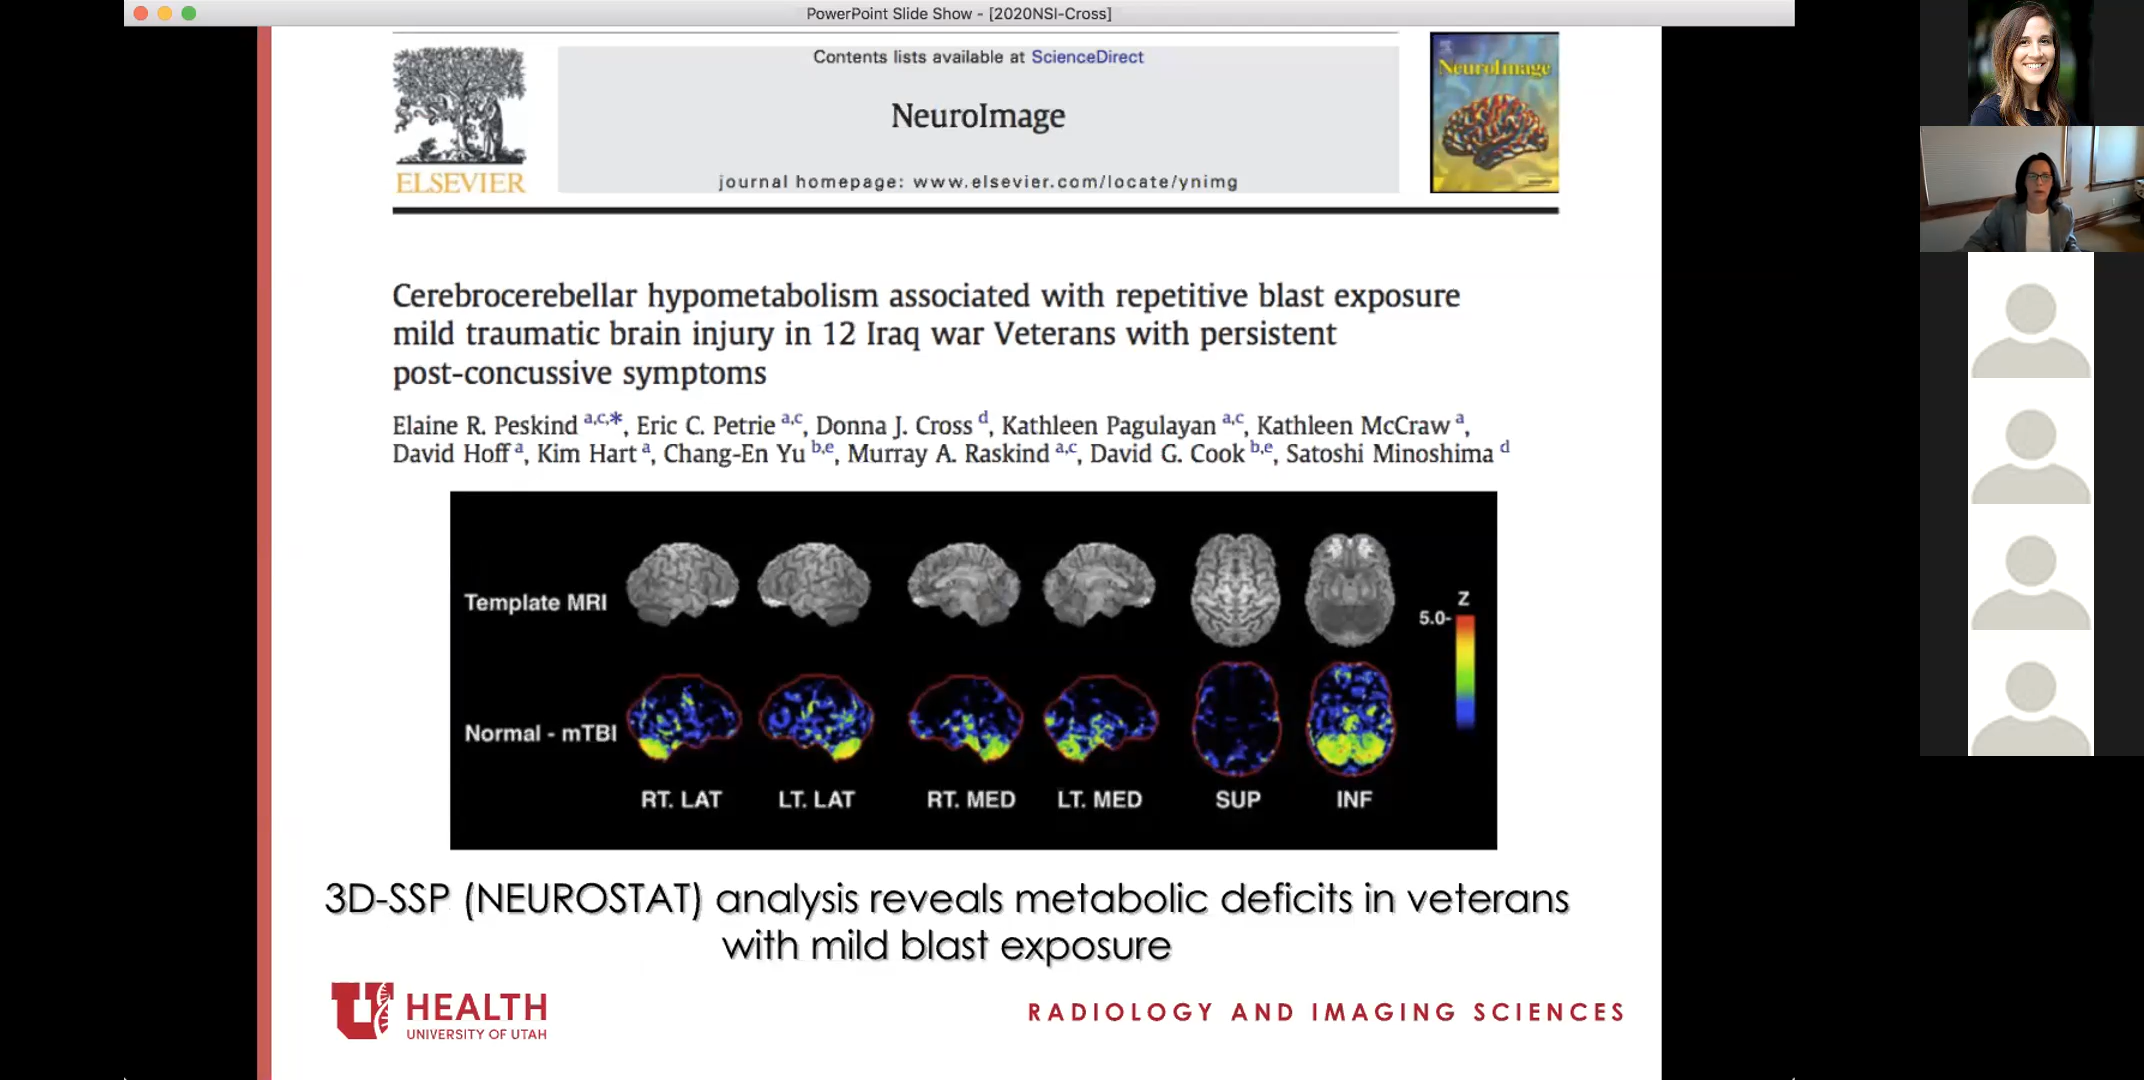 PowerPoint Slide Show - [2020NSI-Cross]
Contents lists available at ScienceDirect
NeuroImage
journal homepage: www.elsevier.com/locate/ynimg
ELSEVIER
NeuroImage
Cerebrocerebellar hypometabolism associated with repetitive blast exposure
mild traumatic brain injury in 12 Iraq war Veterans with persistent
post-concussive symptoms
Elaine R. Peskind a,c,*, Eric C. Petrie a,c, Donna J. Cross d, Kathleen Pagulayan a,c, Kathleen McCraw a,
David Hoff a, Kim Hart a, Chang-En Yu b,e, Murray A. Raskind a,c, David G. Cook b,e, Satoshi Minoshima d
Template MRI
Z
5.0-
Normal - mTBI
RT. LAT LT. LAT RT. MED LT. MED SUP INF
3D-SSP (NEUROSTAT) analysis reveals metabolic deficits in veterans
with mild blast exposure
U HEALTH
UNIVERSITY OF UTAH
RADIOLOGY AND IMAGING SCIENCES